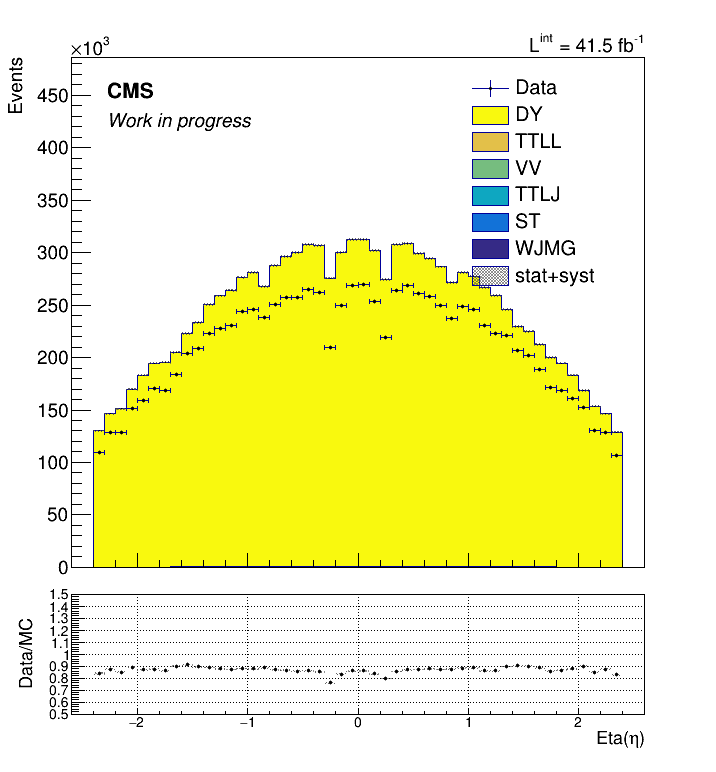 ×10³
L^int = 41.5 fb⁻¹
Events
CMS
Work in progress
Data
DY
TTLL
VV
TTLJ
ST
WJMG
stat+syst
450
400
350
300
250
200
150
100
50
0
Data/MC
1.5
1.4
1.3
1.2
1.1
1
0.9
0.8
0.7
0.6
0.5
−2
−1
0
1
2
Eta(η)